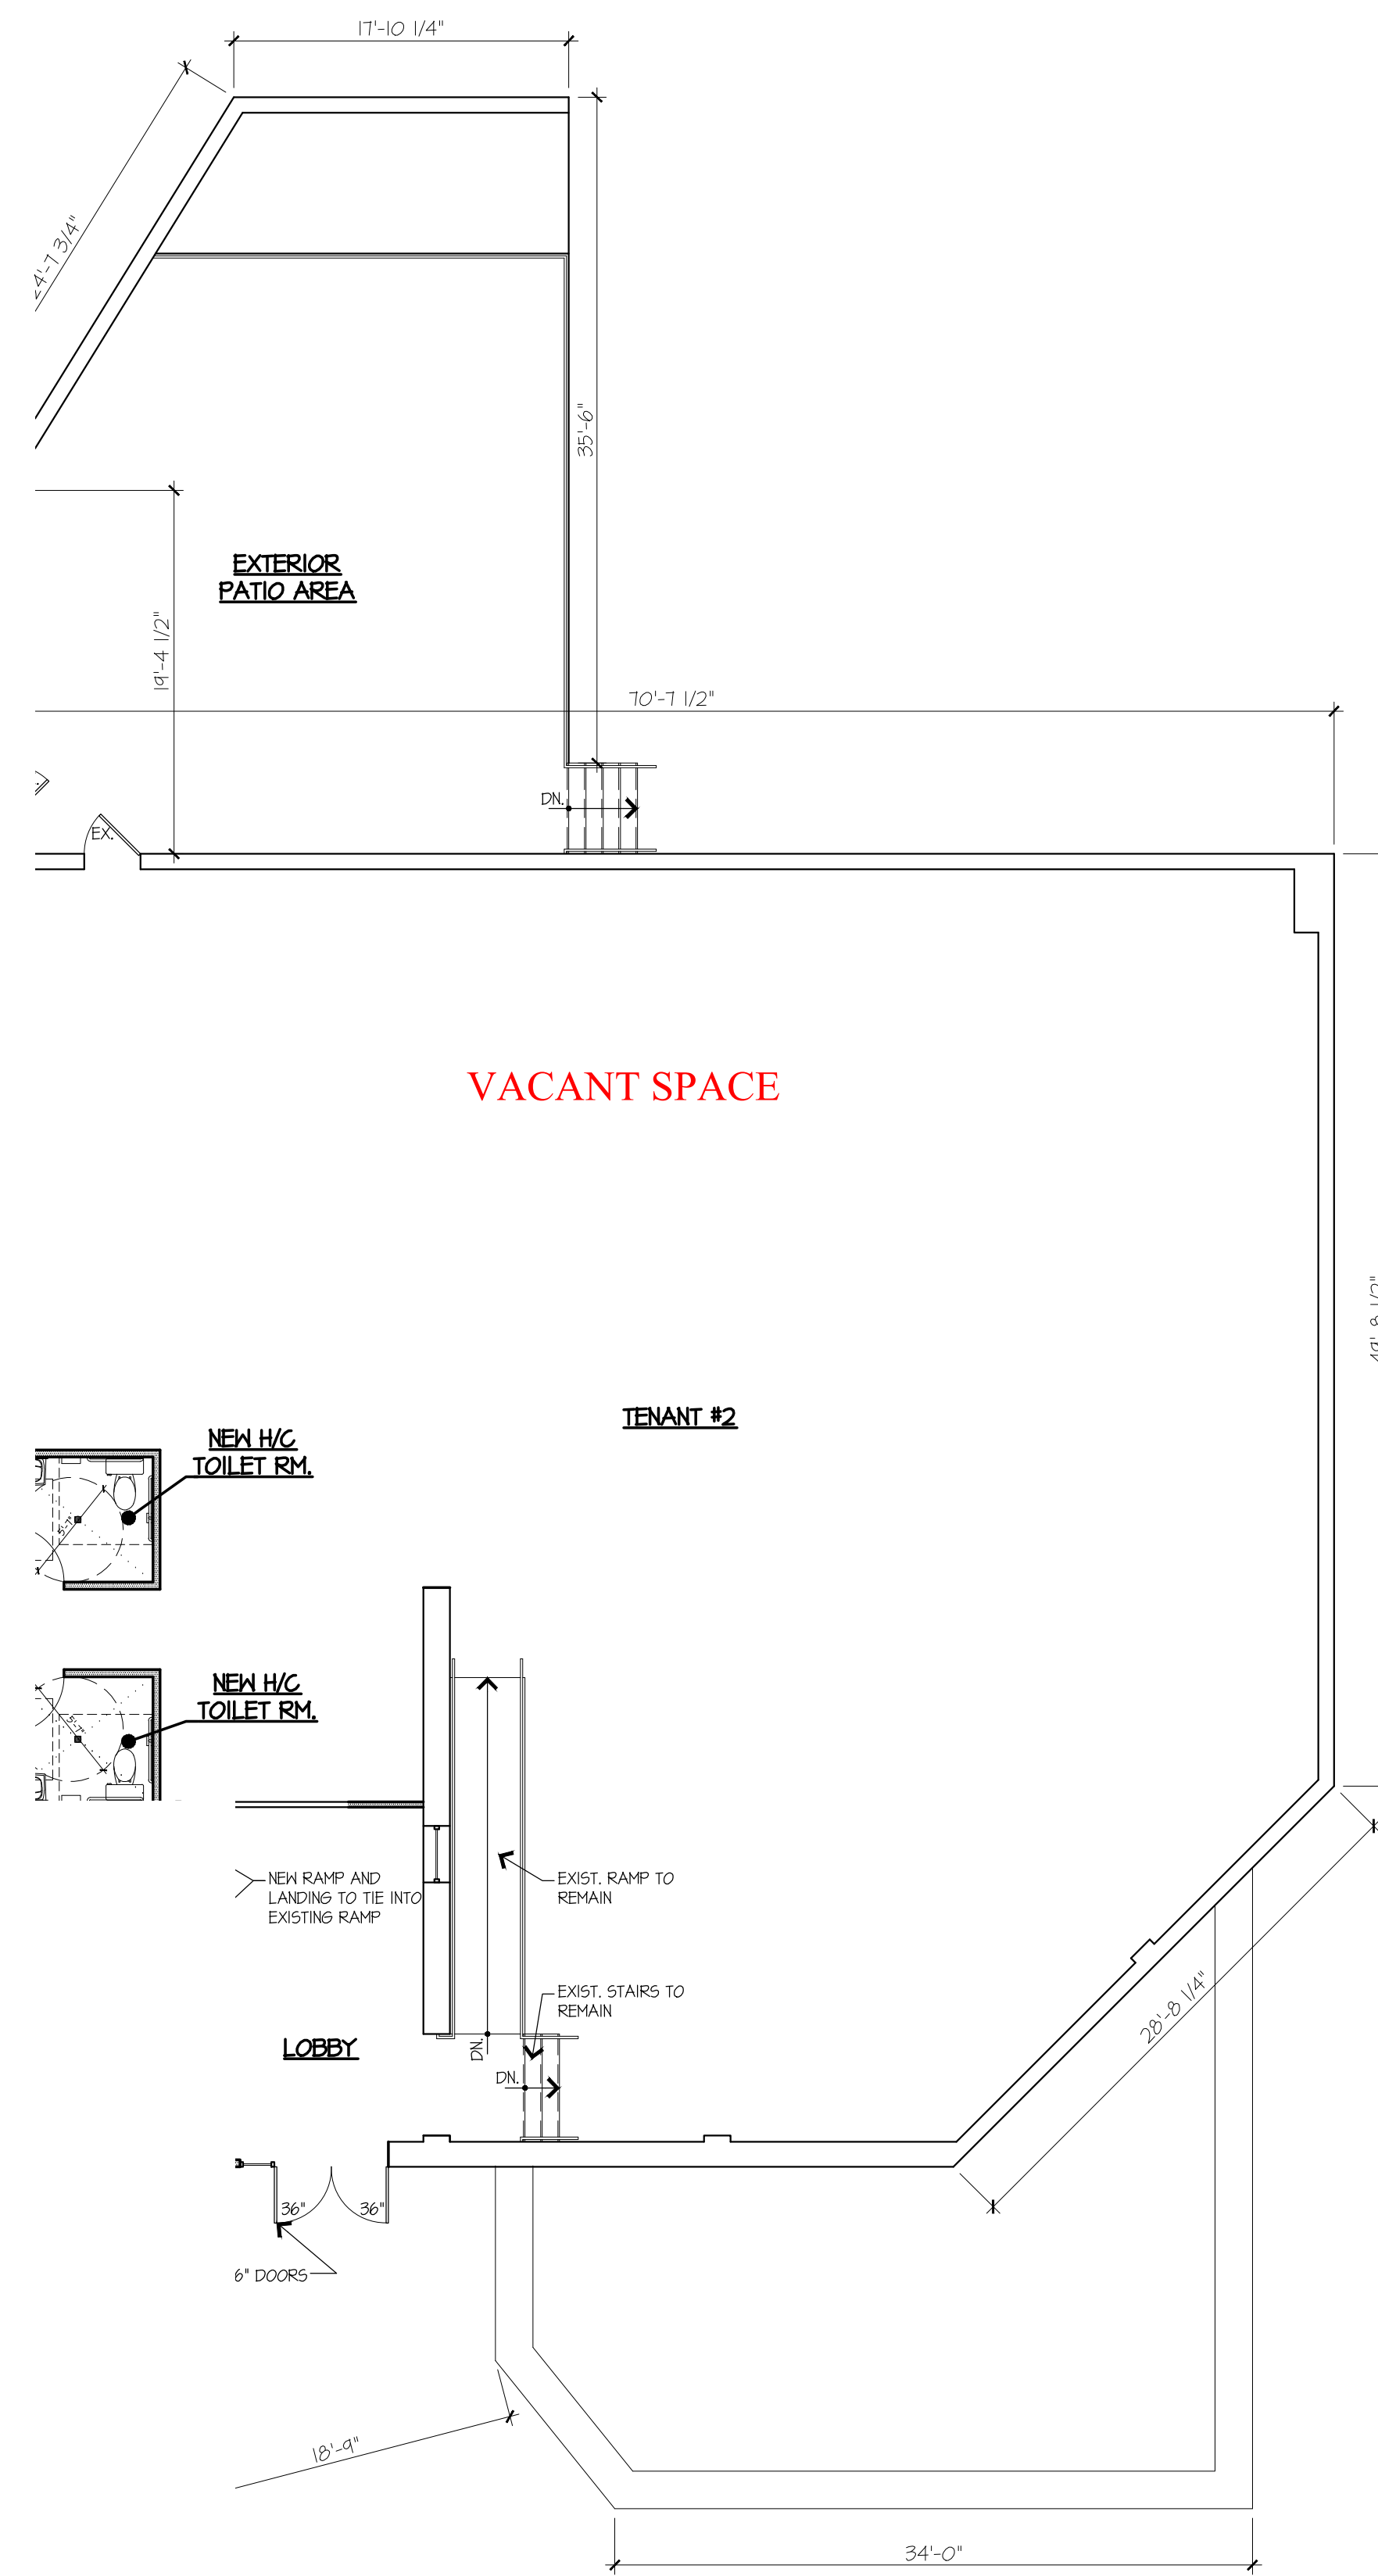 17'-10 1/4"
24'-7 3/4"
35'-6"
EXTERIOR
PATIO AREA
19'-4 1/2"
70'-7 1/2"
DN.
EX.
VACANT SPACE
TENANT #2
NEW H/C
TOILET RM.
5'-7"
NEW H/C
TOILET RM.
5'-7"
NEW RAMP AND
LANDING TO TIE INTO
EXISTING RAMP
EXIST. RAMP TO
REMAIN
EXIST. STAIRS TO
REMAIN
28'-8 1/4"
LOBBY
DN.
DN.
36"
36"
6" DOORS
18'-9"
34'-0"